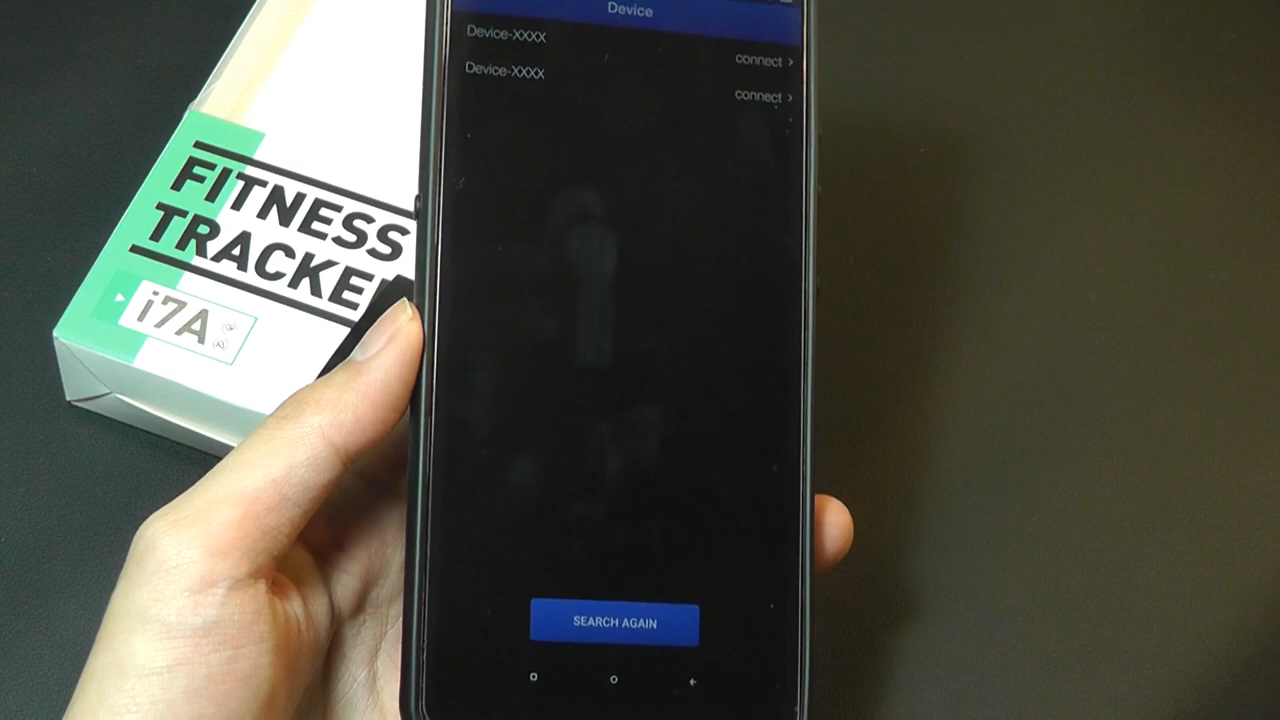 Device
Device-XXXX
connect >
Device-XXXX
connect >
SEARCH AGAIN
FITNESS
TRACKE
i7A